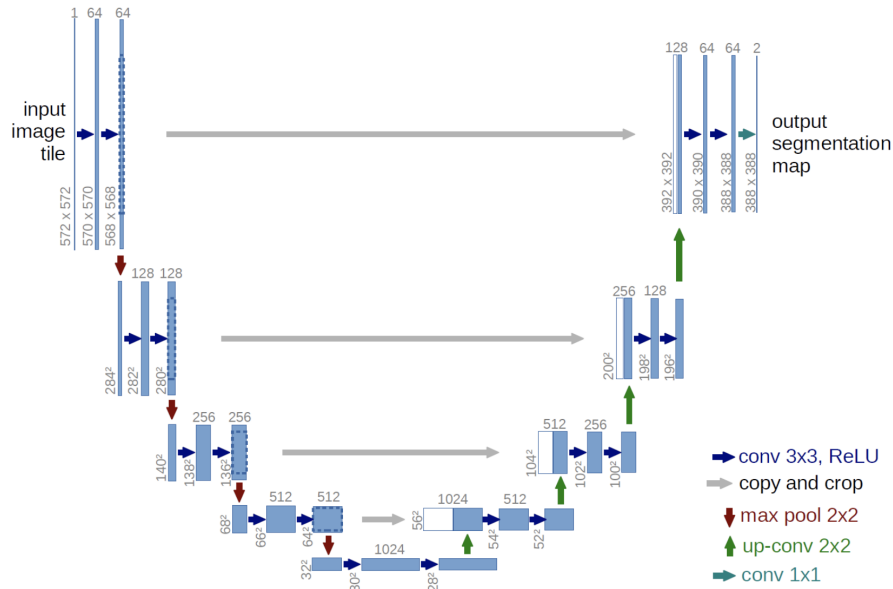 1 64 64
input
image
tile
572 x 572
570 x 570
568 x 568
128 64 64 2
392 x 392
390 x 390
388 x 388
388 x 388
output
segmentation
map
128 128
284²
282²
280²
256 128
200²
198²
196²
256 256
140²
138²
136²
512 256
104²
102²
100²
512 512
68²
66²
64²
1024 512
56²
54²
52²
1024
32²
30²
28²
conv 3x3, ReLU
copy and crop
max pool 2x2
up-conv 2x2
conv 1x1